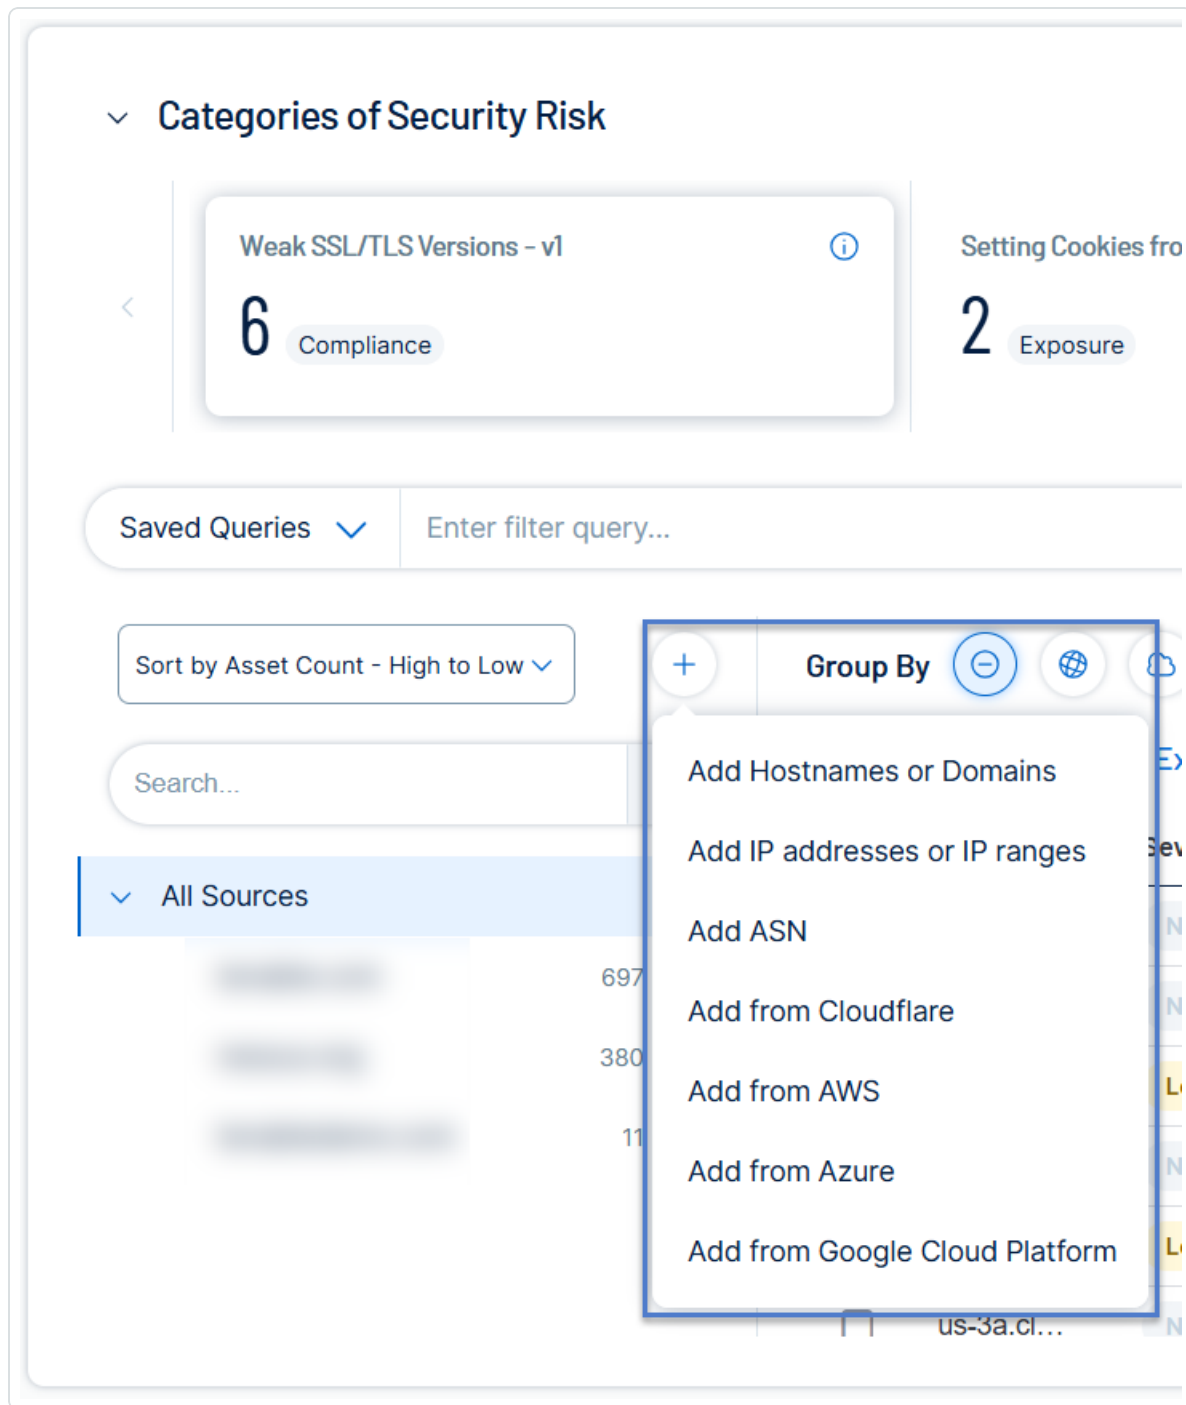 Categories of Security Risk
Weak SSL/TLS Versions - v1
Setting Cookies fro
6 Compliance
2 Exposure
Saved Queries
Enter filter query...
Sort by Asset Count - High to Low
Group By
Search...
Add Hostnames or Domains
Add IP addresses or IP ranges
All Sources
Add ASN
697
Add from Cloudflare
380
Add from AWS
11
Add from Azure
Add from Google Cloud Platform
us-3a.cl...